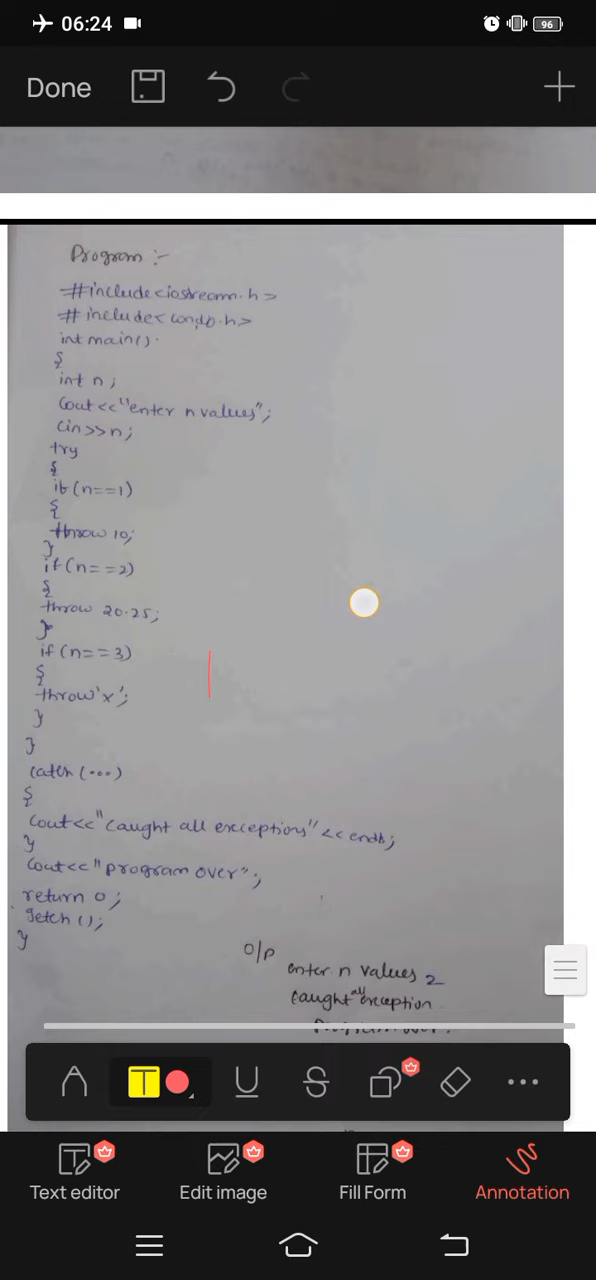 06:24
96
Done
Program :-
#include<iostream.h>
#include<conio.h>
int main()
{
int n;
Cout<<"enter n values";
Cin>>n;
try
{
if(n==1)
{
throw 10;
}
if(n==2)
{
throw 20.25;
}
if(n==3)
{
throw'x';
}
}
Catch(...)
{
Cout<<"Caught all exceptions"<<endl;
}
Cout<<"program over";
return 0;
getch();
}
O/P
enter n values 2
Caught all exception
Program over.
T
U
S
Text editor
Edit image
Fill Form
Annotation